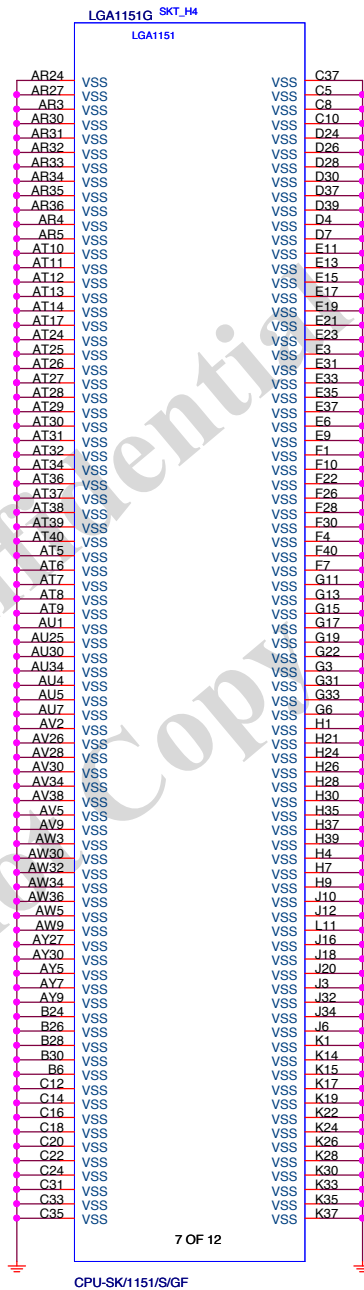 LGA1151G SKT_H4
LGA1151
AR24 VSS VSS C37
AR27 VSS VSS C5
AR3 VSS VSS C8
AR30 VSS VSS C10
AR31 VSS VSS D24
AR32 VSS VSS D26
AR33 VSS VSS D28
AR34 VSS VSS D30
AR35 VSS VSS D37
AR36 VSS VSS D39
AR4 VSS VSS D4
AR5 VSS VSS D7
AT10 VSS VSS E11
AT11 VSS VSS E13
AT12 VSS VSS E15
AT13 VSS VSS E17
AT14 VSS VSS E19
AT17 VSS VSS E21
AT24 VSS VSS E23
AT25 VSS VSS E3
AT26 VSS VSS E31
AT27 VSS VSS E33
AT28 VSS VSS E35
AT29 VSS VSS E37
AT30 VSS VSS E6
AT31 VSS VSS E9
AT32 VSS VSS F1
AT34 VSS VSS F10
AT36 VSS VSS F22
AT37 VSS VSS F26
AT38 VSS VSS F28
AT39 VSS VSS F30
AT40 VSS VSS F4
AT5 VSS VSS F40
AT6 VSS VSS F7
AT7 VSS VSS G11
AT8 VSS VSS G13
AT9 VSS VSS G15
AU1 VSS VSS G17
AU25 VSS VSS G19
AU30 VSS VSS G22
AU34 VSS VSS G3
AU4 VSS VSS G31
AU5 VSS VSS G33
AU7 VSS VSS G6
AV2 VSS VSS H1
AV26 VSS VSS H21
AV28 VSS VSS H24
AV30 VSS VSS H26
AV34 VSS VSS H28
AV38 VSS VSS H30
AV5 VSS VSS H35
AV9 VSS VSS H37
AW3 VSS VSS H39
AW30 VSS VSS H4
AW32 VSS VSS H7
AW34 VSS VSS H9
AW36 VSS VSS J10
AW5 VSS VSS J12
AW9 VSS VSS L11
AY27 VSS VSS J16
AY30 VSS VSS J18
AY5 VSS VSS J20
AY7 VSS VSS J3
AY9 VSS VSS J32
B24 VSS VSS J34
B26 VSS VSS J6
B28 VSS VSS K1
B30 VSS VSS K14
B6 VSS VSS K15
C12 VSS VSS K17
C14 VSS VSS K19
C16 VSS VSS K22
C18 VSS VSS K24
C20 VSS VSS K26
C22 VSS VSS K28
C24 VSS VSS K30
C31 VSS VSS K33
C33 VSS VSS K35
C35 VSS VSS K37
7 OF 12
CPU-SK/1151/S/GF
nfidential
ot Copy